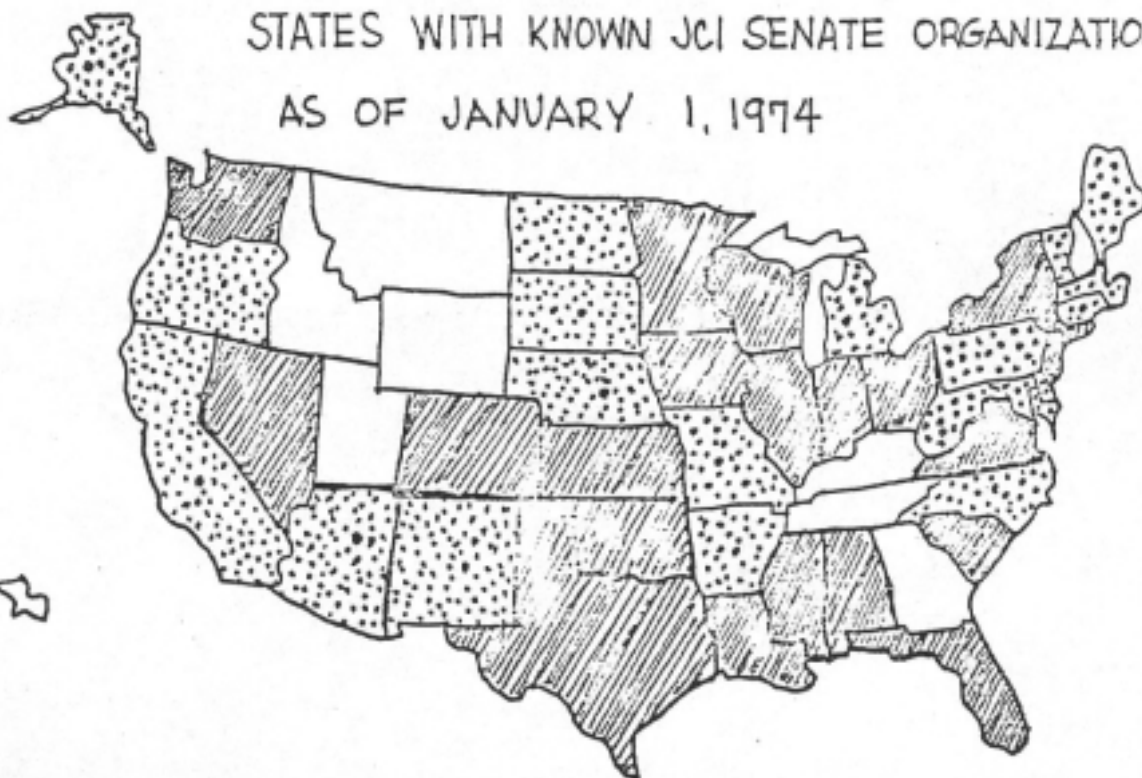 STATES WITH KNOWN JCI SENATE ORGANIZATIO
AS OF JANUARY 1, 1974